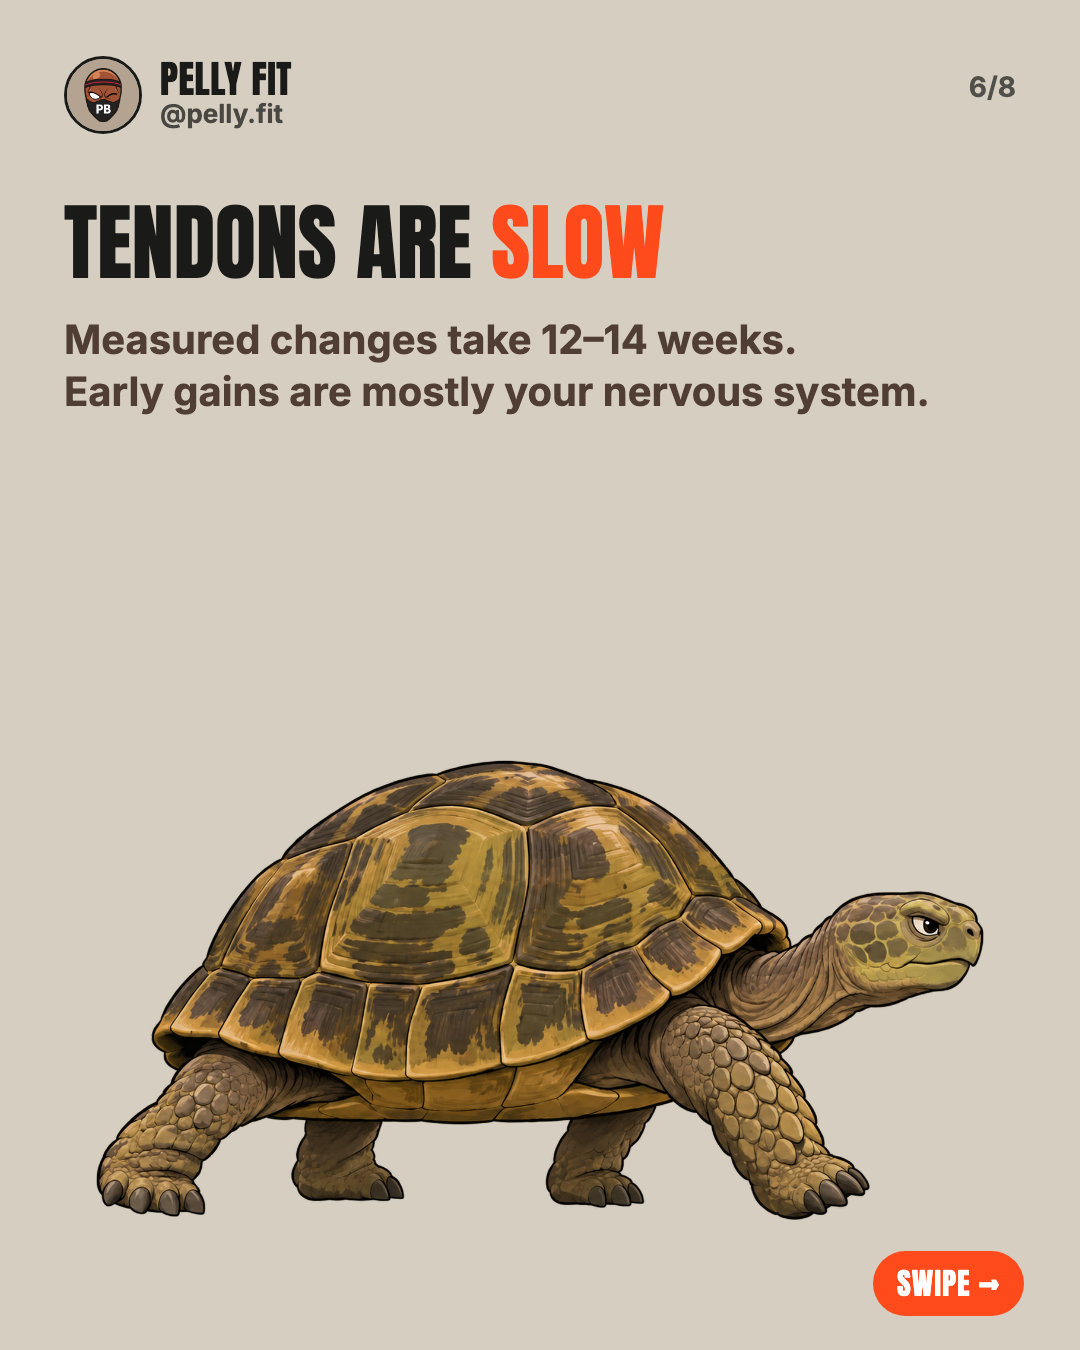 PB
PELLY FIT
@pelly.fit
6/8
TENDONS ARE SLOW
Measured changes take 12–14 weeks.
Early gains are mostly your nervous system.
SWIPE →